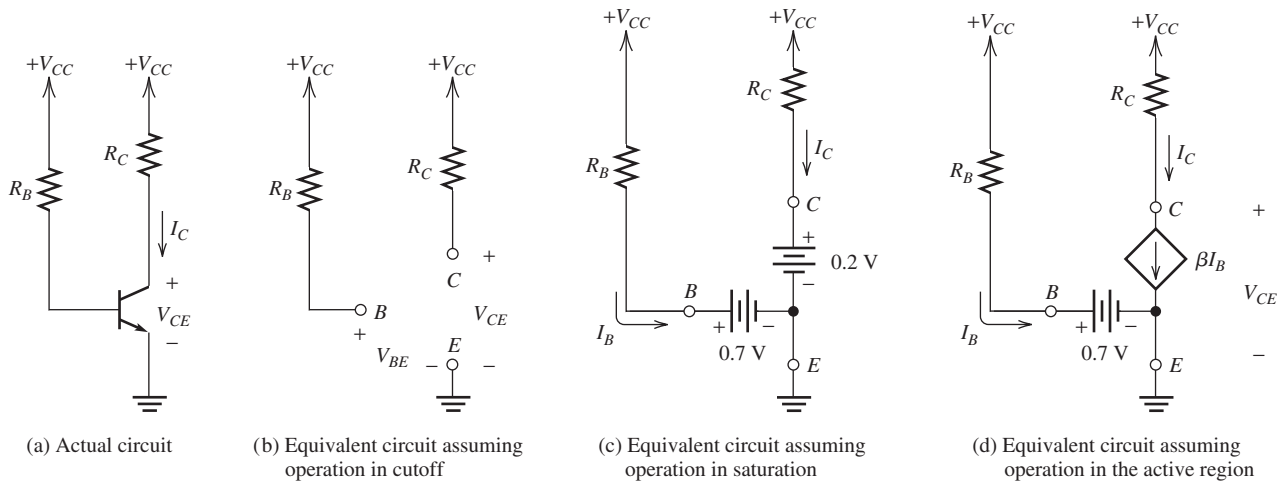 +V_CC
+V_CC
R_C
R_B
I_C
+
V_CE
−
(a) Actual circuit
+V_CC
+V_CC
R_B
R_C
B
+
V_BE
−
C
+
V_CE
E
−
(b) Equivalent circuit assuming
operation in cutoff
+V_CC
+V_CC
R_C
R_B
I_C
C
+
0.2 V
−
B
I_B
+
−
0.7 V
E
(c) Equivalent circuit assuming
operation in saturation
+V_CC
+V_CC
R_C
R_B
I_C
C
+
βI_B
V_CE
B
I_B
+
−
0.7 V
−
E
(d) Equivalent circuit assuming
operation in the active region